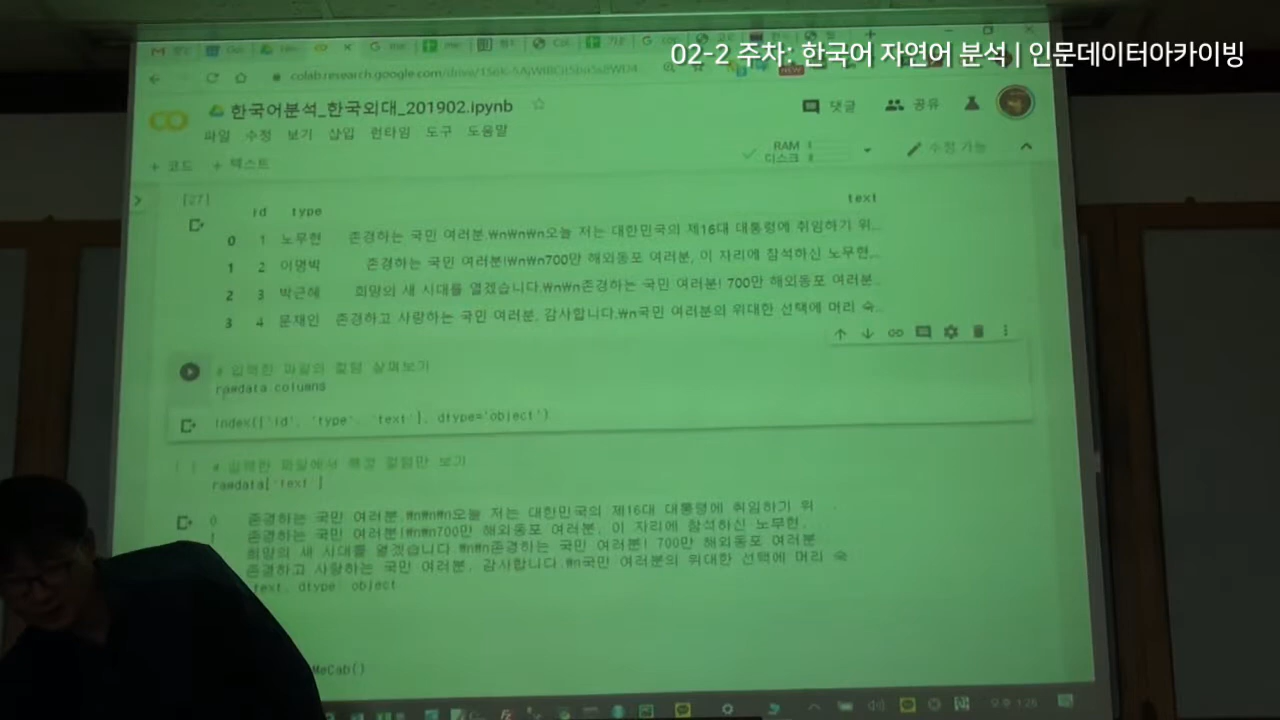 02-2 주차: 한국어 자연어 분석 | 인문데이터아카이빙
한국어분석_한국외대_201902.ipynb
댓글 공유
파일 수정 보기 삽입 런타임 도구 도움말
+ 코드 + 텍스트
RAM
디스크
수정 가능
[27]
id type text
0 1 노무현 존경하는 국민 여러분.₩n₩n₩n오늘 저는 대한민국의 제16대 대통령에 취임하기 위...
1 2 이명박 존경하는 국민 여러분!₩n₩n700만 해외동포 여러분, 이 자리에 참석하신 노무현,...
2 3 박근혜 희망의 새 시대를 열겠습니다.₩n₩n존경하는 국민 여러분! 700만 해외동포 여러분...
3 4 문재인 존경하고 사랑하는 국민 여러분, 감사합니다.₩n국민 여러분의 위대한 선택에 머리 숙...
# 입력한 파일의 컬럼 살펴보기
rawdata.columns
Index(['id', 'type', 'text'], dtype='object')
[ ] # 입력한 파일에서 특정 컬럼만 보기
rawdata['text']
0 존경하는 국민 여러분.₩n₩n₩n오늘 저는 대한민국의 제16대 대통령에 취임하기 위
1 존경하는 국민 여러분!₩n₩n700만 해외동포 여러분, 이 자리에 참석하신 노무현,
희망의 새 시대를 열겠습니다.₩n₩n존경하는 국민 여러분! 700만 해외동포 여러분
존경하고 사랑하는 국민 여러분, 감사합니다.₩n국민 여러분의 위대한 선택에 머리 숙
text, dtype: object
MeCab()
오후 1:25